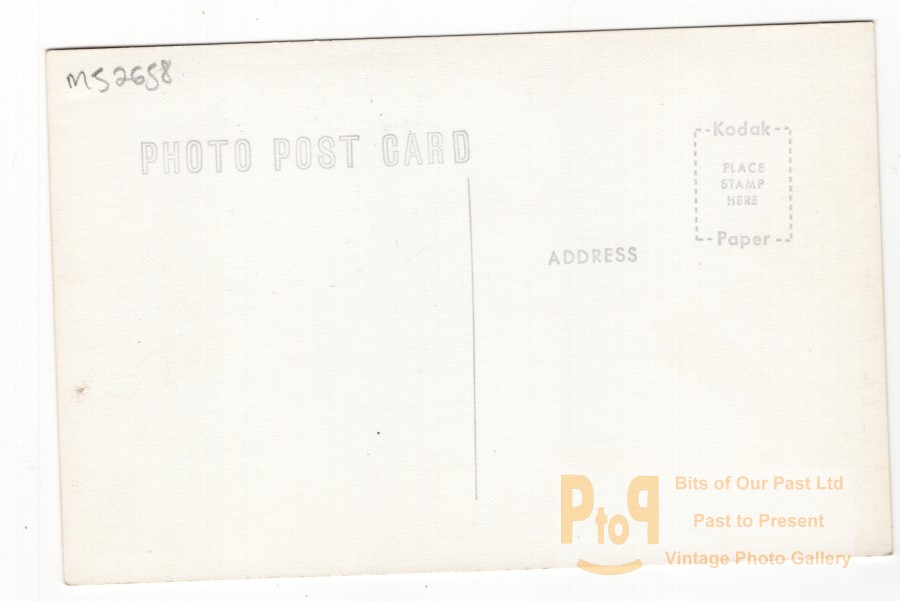 MS2658
PHOTO POST CARD
Kodak
PLACE
STAMP
HERE
Paper
ADDRESS
PtoP
Bits of Our Past Ltd
Past to Present
Vintage Photo Gallery